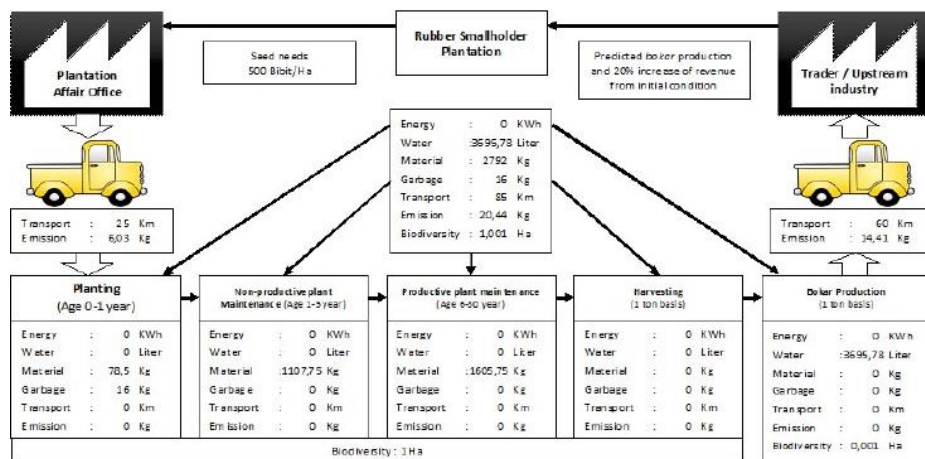 Rubber Smallholder
Plantation
Plantation
Affair Office
Seed needs
500 Bibit/Ha
Predicted bokar production
and 20% increase of revenue
from initial condition
Trader / Upstream
industry
Energy : 0 KWh
Water :3695,78 Liter
Material : 2792 Kg
Garbage : 16 Kg
Transport : 85 Km
Emission : 20,44 Kg
Biodiversity : 1,001 Ha
Transport : 25 Km
Emission : 6,03 Kg
Transport : 60 Km
Emission : 14,41 Kg
Planting
(Age 0-1 year)
Energy : 0 KWh
Water : 0 Liter
Material : 78,5 Kg
Garbage : 16 Kg
Transport : 0 Km
Emission : 0 Kg
Non-productive plant
Maintenance (Age 1-5 year)
Energy : 0 KWh
Water : 0 Liter
Material :1107,75 Kg
Garbage : 0 Kg
Transport : 0 Km
Emission : 0 Kg
Productive plant maintenance
(Age 6-30 year)
Energy : 0 KWh
Water : 0 Liter
Material :1605,75 Kg
Garbage : 0 Kg
Transport : 0 Km
Emission : 0 Kg
Harvesting
(1 ton basis)
Energy : 0 KWh
Water : 0 Liter
Material : 0 Kg
Garbage : 0 Kg
Transport : 0 Km
Emission : 0 Kg
Bokar Production
(1 ton basis)
Energy : 0 KWh
Water :3695,78 Liter
Material : 0 Kg
Garbage : 0 Kg
Transport : 0 Km
Emission : 0 Kg
Biodiversity : 0,001 Ha
Biodiversity : 1Ha